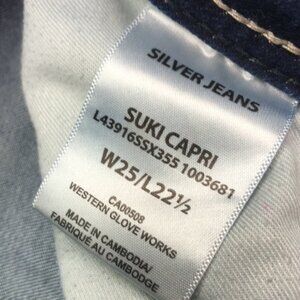 SILVER JEANS
SUKI CAPRI
L43916SSX355 1003681
W25/L22½
CA00508
WESTERN GLOVE WORKS
MADE IN CAMBODIA/
FABRIQUÉ AU CAMBODGE